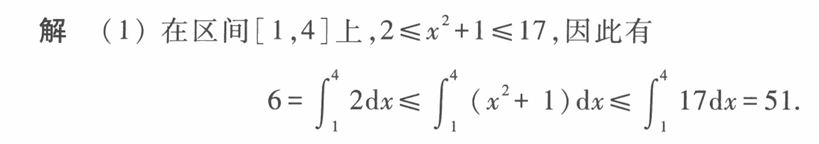 解 (1) 在区间[1,4]上,2≤x²+1≤17,因此有
6=∫₁⁴ 2dx≤∫₁⁴ (x²+ 1)dx≤∫₁⁴ 17dx=51.